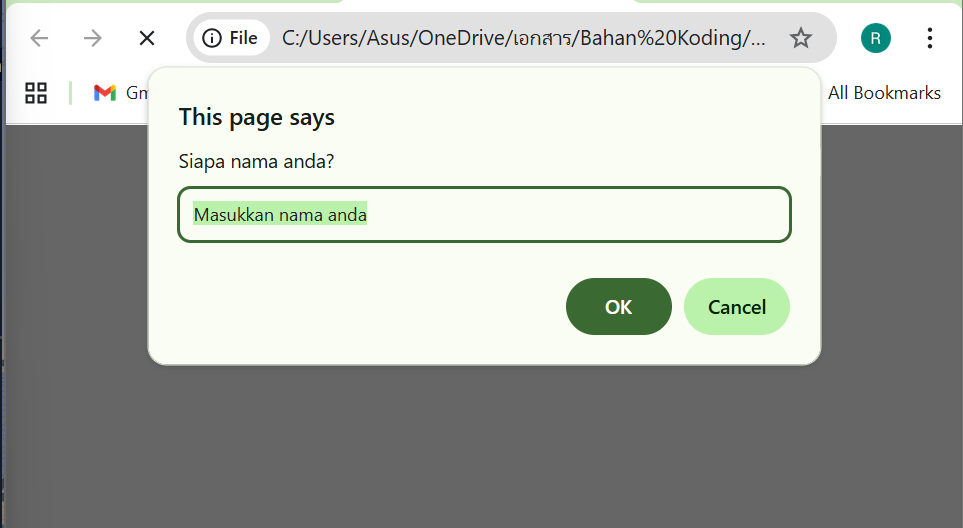 File C:/Users/Asus/OneDrive/เอกสาร/Bahan%20Koding/... R
Gm All Bookmarks
This page says
Siapa nama anda?
Masukkan nama anda
OK Cancel